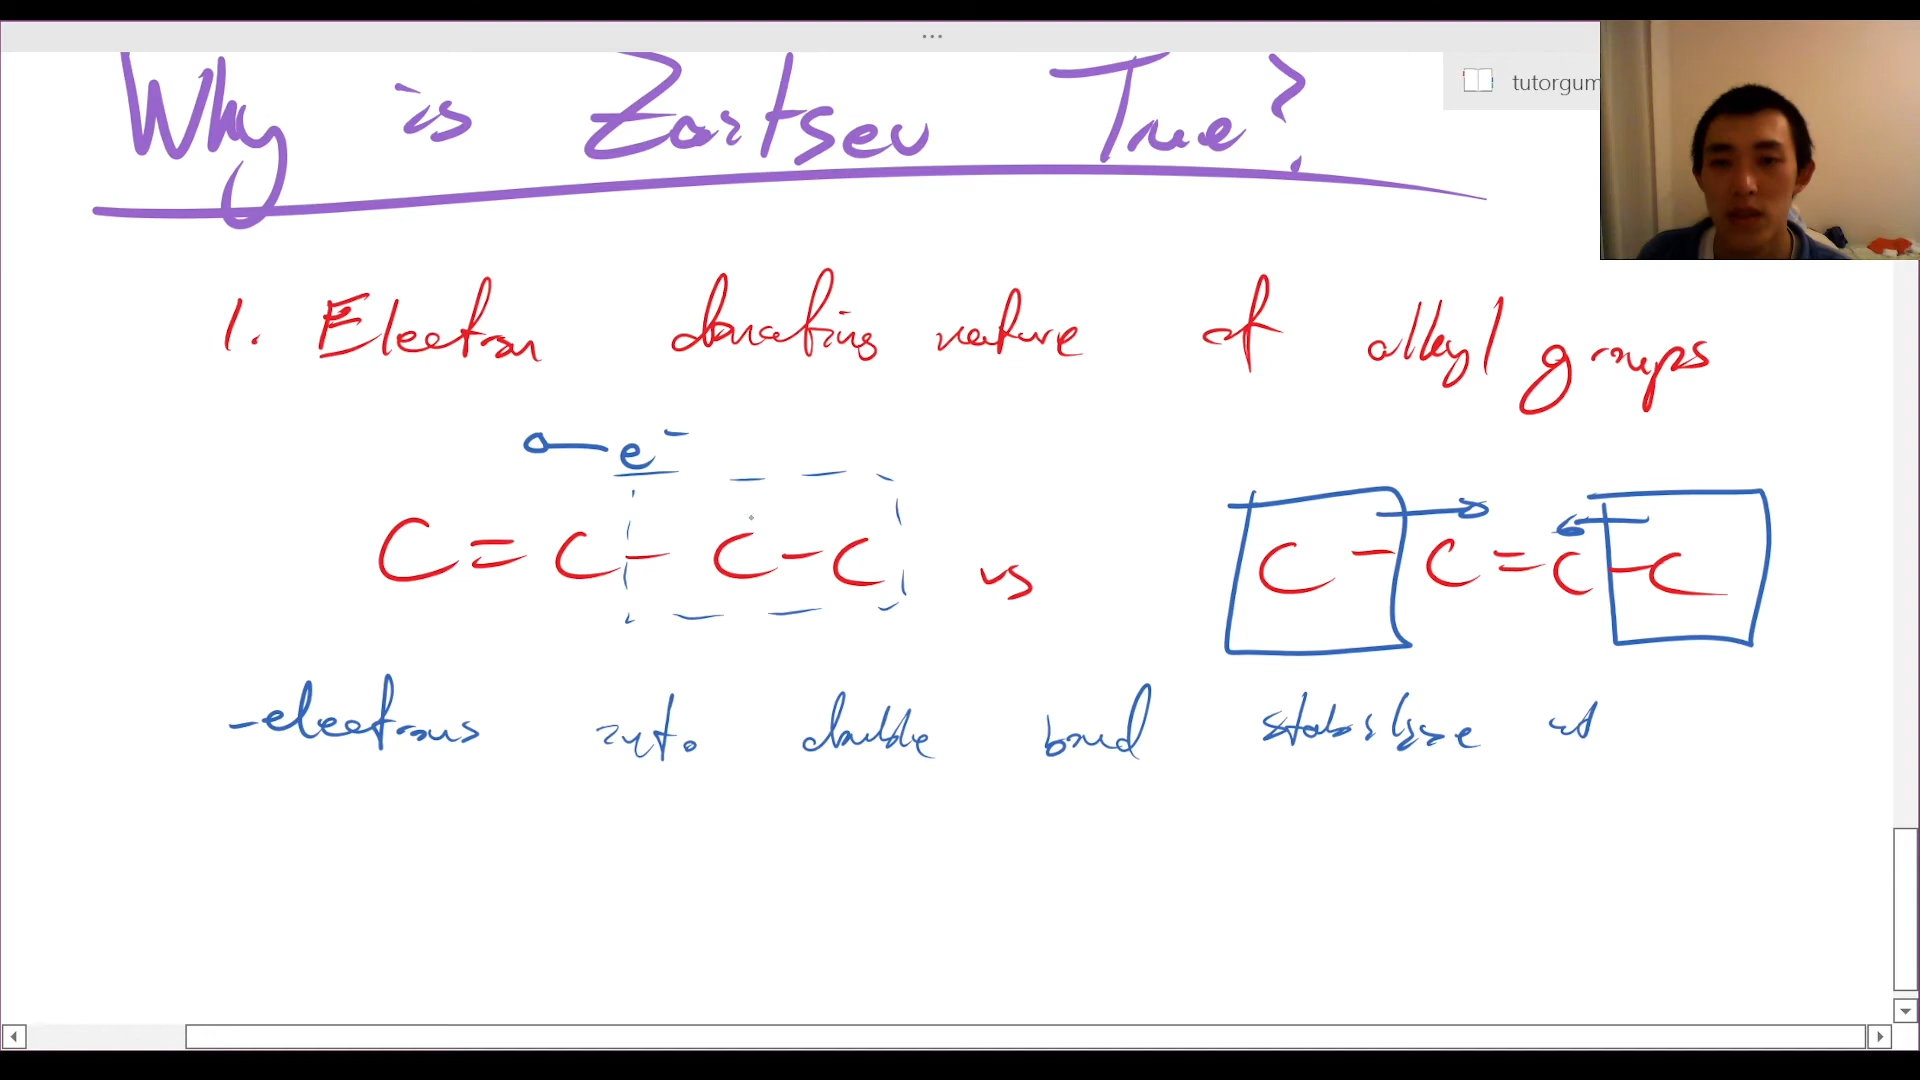 Why is Zaitsev True?
tutorgum
1. Electron donating nature of alkyl groups
e⁻
C=C-C-C vs C-C=C-C
-electrons into double bond stabilise it